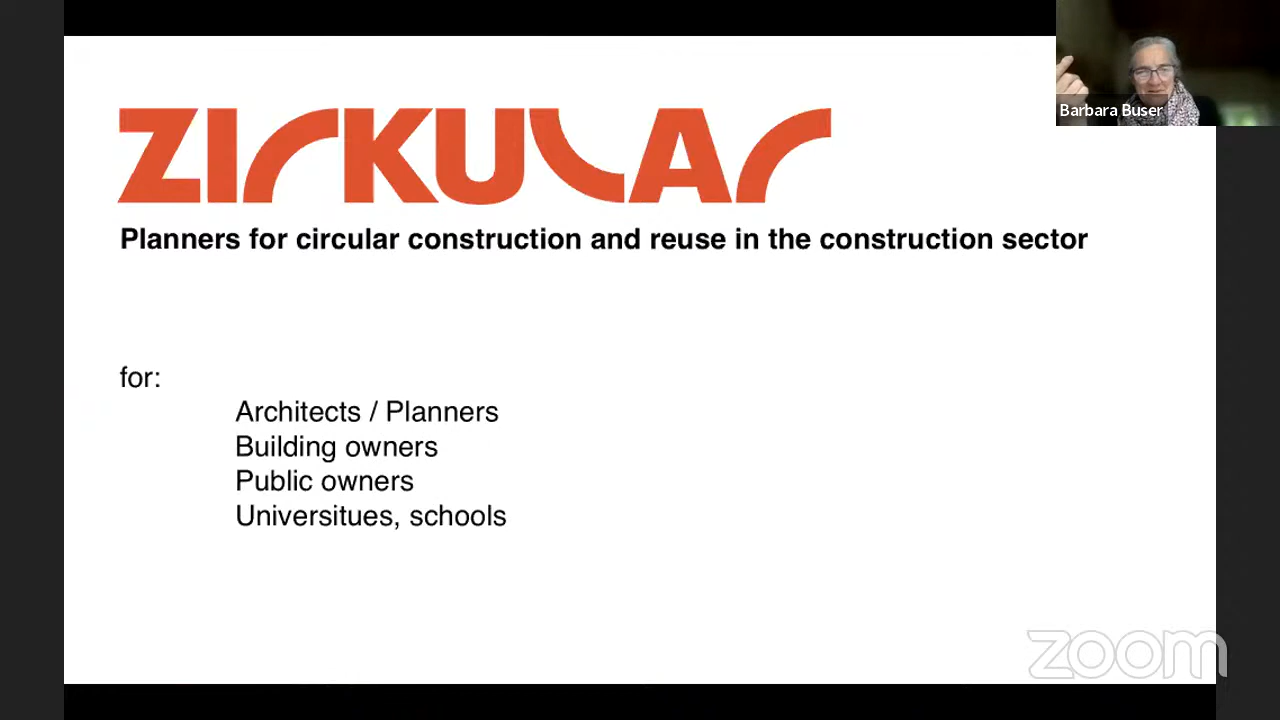 ZIRKULAR
Barbara Buser
Planners for circular construction and reuse in the construction sector
for:
Architects / Planners
Building owners
Public owners
Universitues, schools
zoom